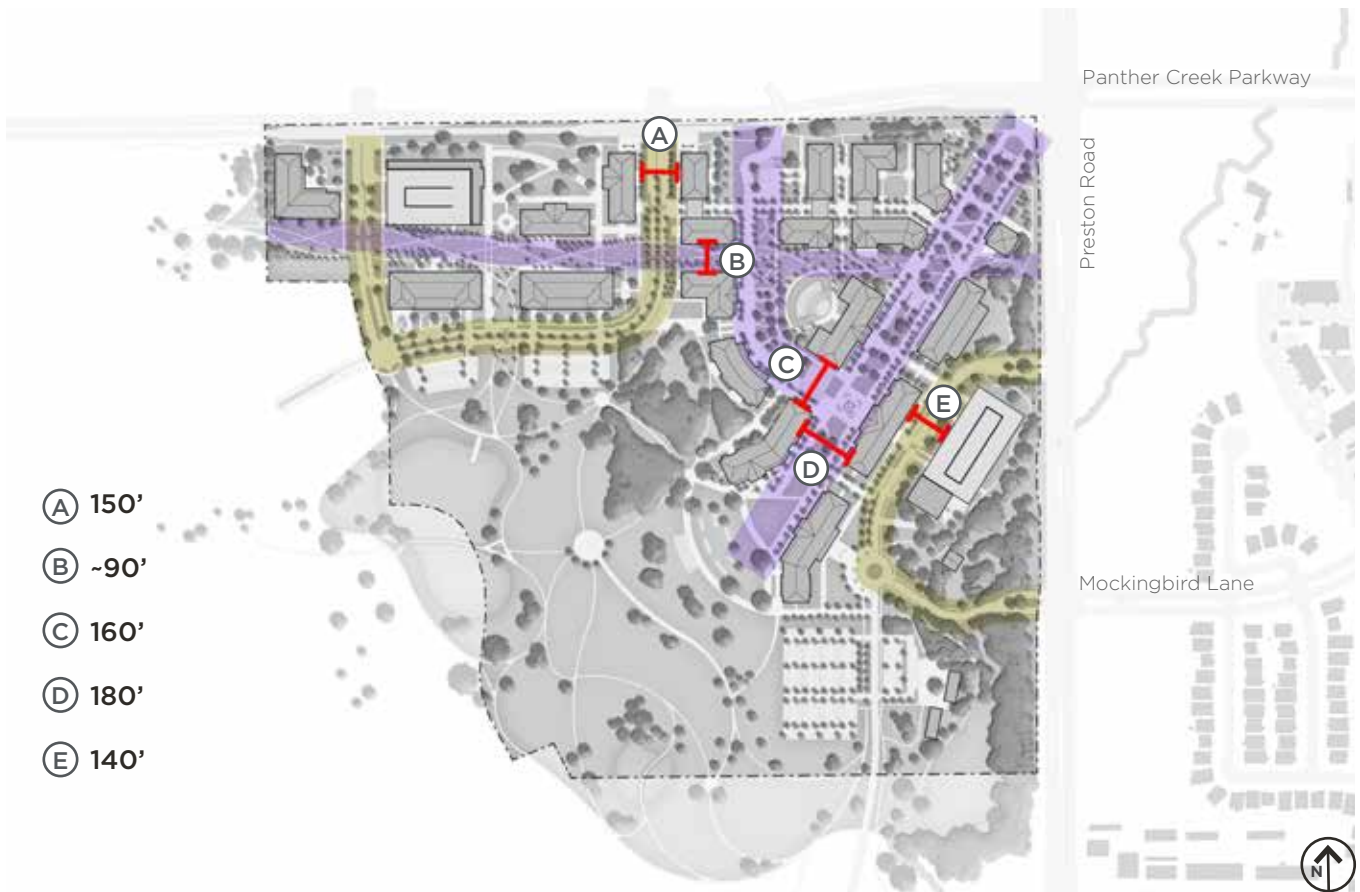 Panther Creek Parkway
Preston Road
A
B
C
E
D
A 150’
B ~90’
C 160’
D 180’
E 140’
Mockingbird Lane
N